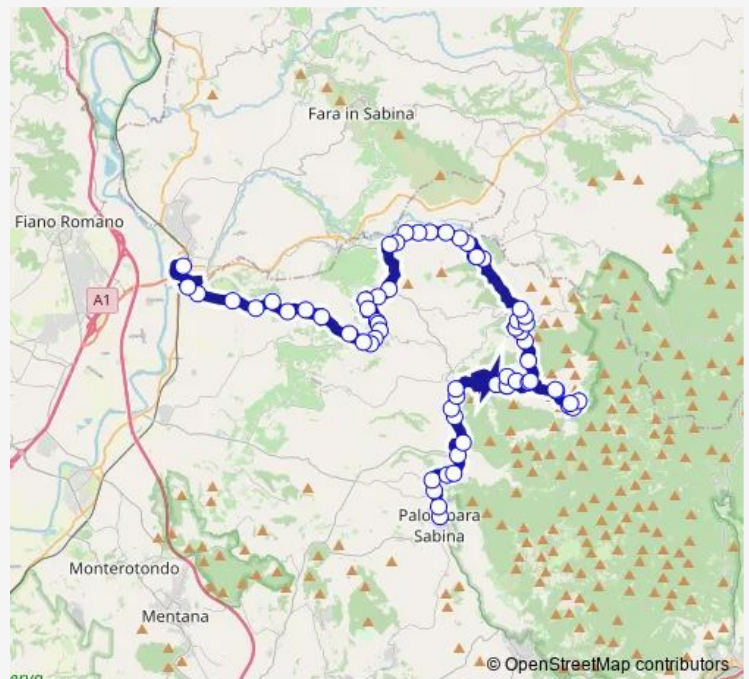 Fara in Sabina
Fiano Romano
A1
Palombara
Sabina
Monterotondo
Mentana
© OpenStreetMap contributors